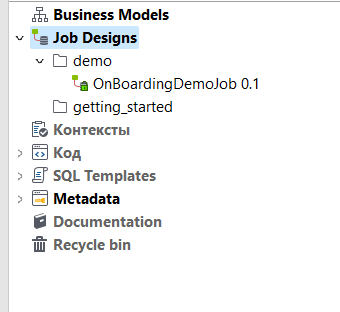 Business Models
Job Designs
demo
OnBoardingDemoJob 0.1
getting_started
Контексты
Код
SQL Templates
Metadata
Documentation
Recycle bin